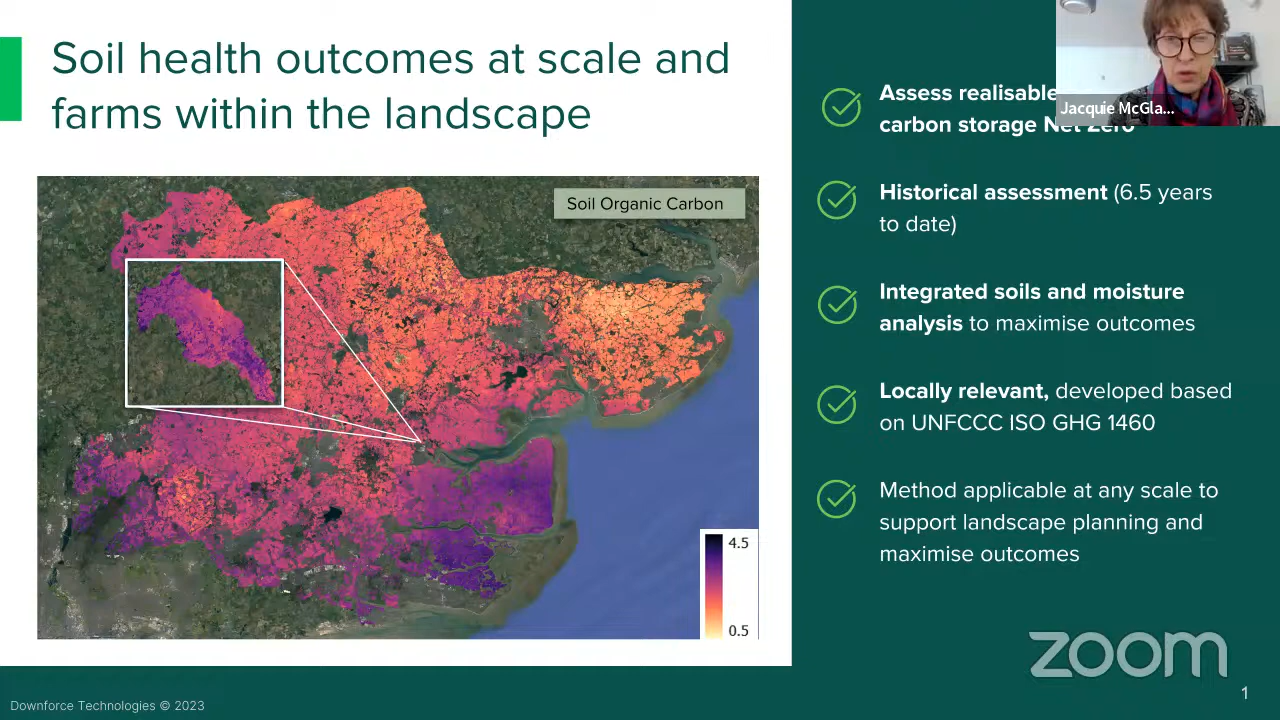 Soil health outcomes at scale and
farms within the landscape
Soil Organic Carbon
4.5
0.5
Assess realisable
carbon storage Net Zero
Historical assessment (6.5 years
to date)
Integrated soils and moisture
analysis to maximise outcomes
Locally relevant, developed based
on UNFCCC ISO GHG 1460
Method applicable at any scale to
support landscape planning and
maximise outcomes
Jacquie McGla...
zoom
Downforce Technologies © 2023
1